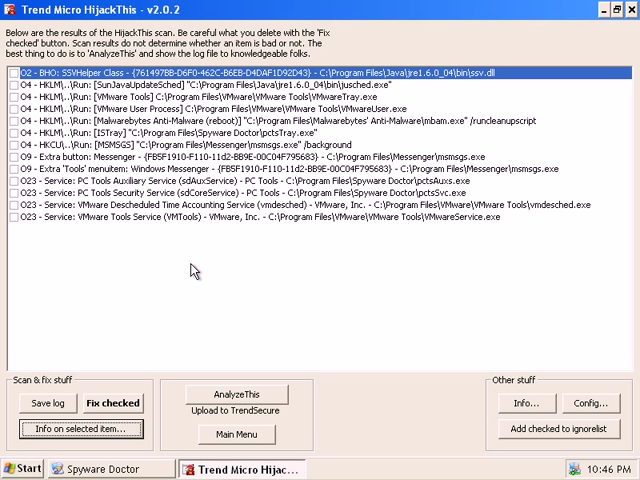 Trend Micro HijackThis - v2.0.2
Below are the results of the HijackThis scan. Be careful what you delete with the 'Fix
checked' button. Scan results do not determine whether an item is bad or not. The
best thing to do is to 'AnalyzeThis' and show the log file to knowledgeable folks.
O2 - BHO: SSVHelper Class - {761497BB-D6F0-462C-B6EB-D4DAF1D92D43} - C:\Program Files\Java\jre1.6.0_04\bin\ssv.dll
O4 - HKLM\..\Run: [SunJavaUpdateSched] "C:\Program Files\Java\jre1.6.0_04\bin\jusched.exe"
O4 - HKLM\..\Run: [VMware Tools] C:\Program Files\VMware\VMware Tools\VMwareTray.exe
O4 - HKLM\..\Run: [VMware User Process] C:\Program Files\VMware\VMware Tools\VMwareUser.exe
O4 - HKLM\..\Run: [Malwarebytes Anti-Malware (reboot)] "C:\Program Files\Malwarebytes' Anti-Malware\mbam.exe" /runcleanupscript
O4 - HKLM\..\Run: [ISTray] "C:\Program Files\Spyware Doctor\pctsTray.exe"
O4 - HKCU\..\Run: [MSMSGS] "C:\Program Files\Messenger\msmsgs.exe" /background
O9 - Extra button: Messenger - {FB5F1910-F110-11d2-BB9E-00C04F795683} - C:\Program Files\Messenger\msmsgs.exe
O9 - Extra 'Tools' menuitem: Windows Messenger - {FB5F1910-F110-11d2-BB9E-00C04F795683} - C:\Program Files\Messenger\msmsgs.exe
O23 - Service: PC Tools Auxiliary Service (sdAuxService) - PC Tools - C:\Program Files\Spyware Doctor\pctsAuxs.exe
O23 - Service: PC Tools Security Service (sdCoreService) - PC Tools - C:\Program Files\Spyware Doctor\pctsSvc.exe
O23 - Service: VMware Descheduled Time Accounting Service (vmdesched) - VMware, Inc. - C:\Program Files\VMware\VMware Tools\vmdesched.exe
O23 - Service: VMware Tools Service (VMTools) - VMware, Inc. - C:\Program Files\VMware\VMware Tools\VMwareService.exe
Scan & fix stuff
Save log
Fix checked
Info on selected item...
AnalyzeThis
Upload to TrendSecure
Main Menu
Other stuff
Info...
Config...
Add checked to ignorelist
Start
Spyware Doctor
Trend Micro HijackT...
10:46 PM